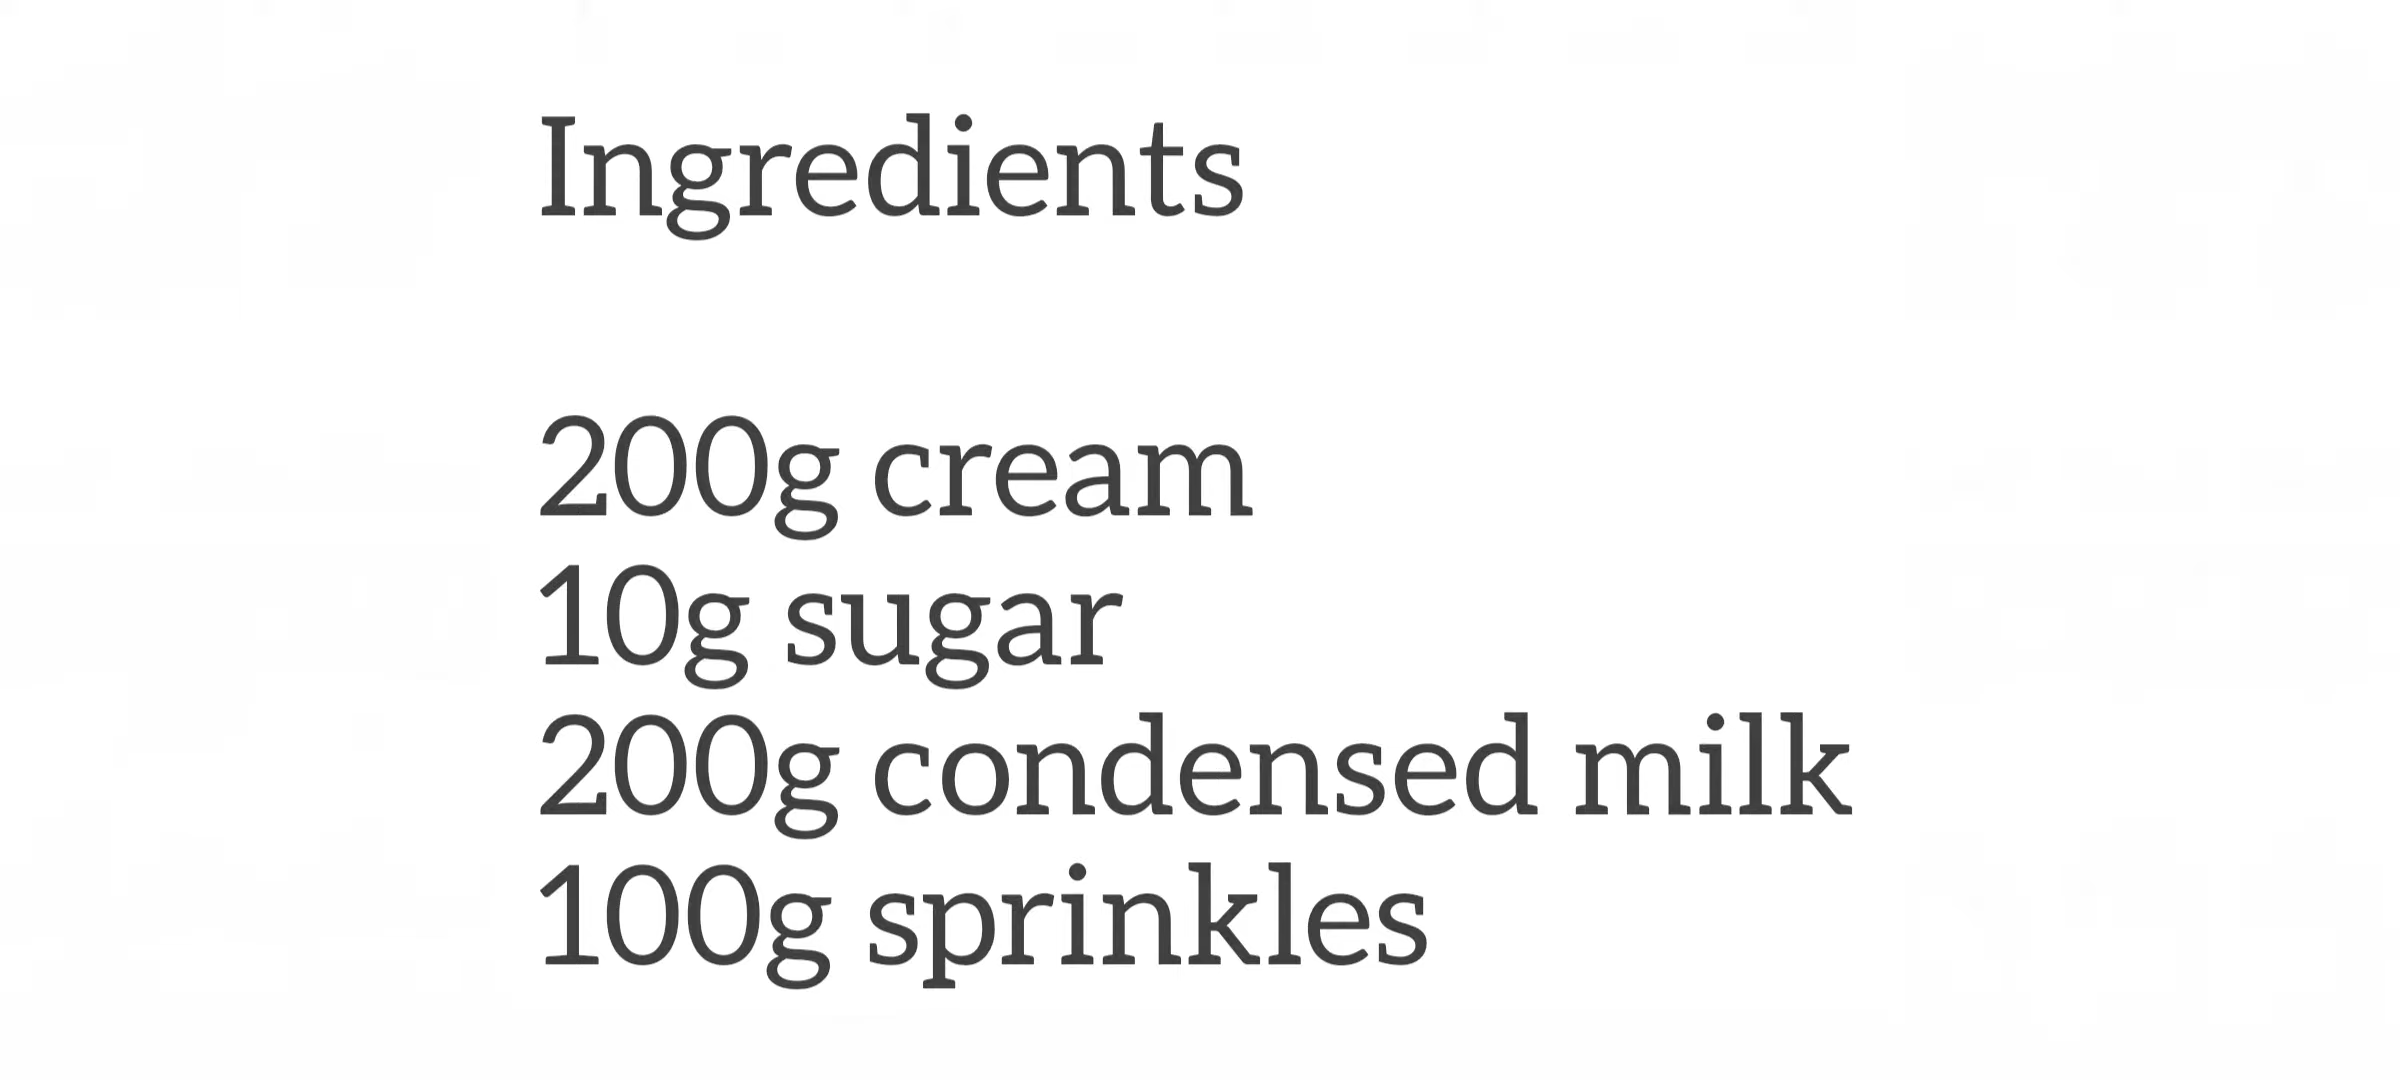 Ingredients
200g cream
10g sugar
200g condensed milk
100g sprinkles